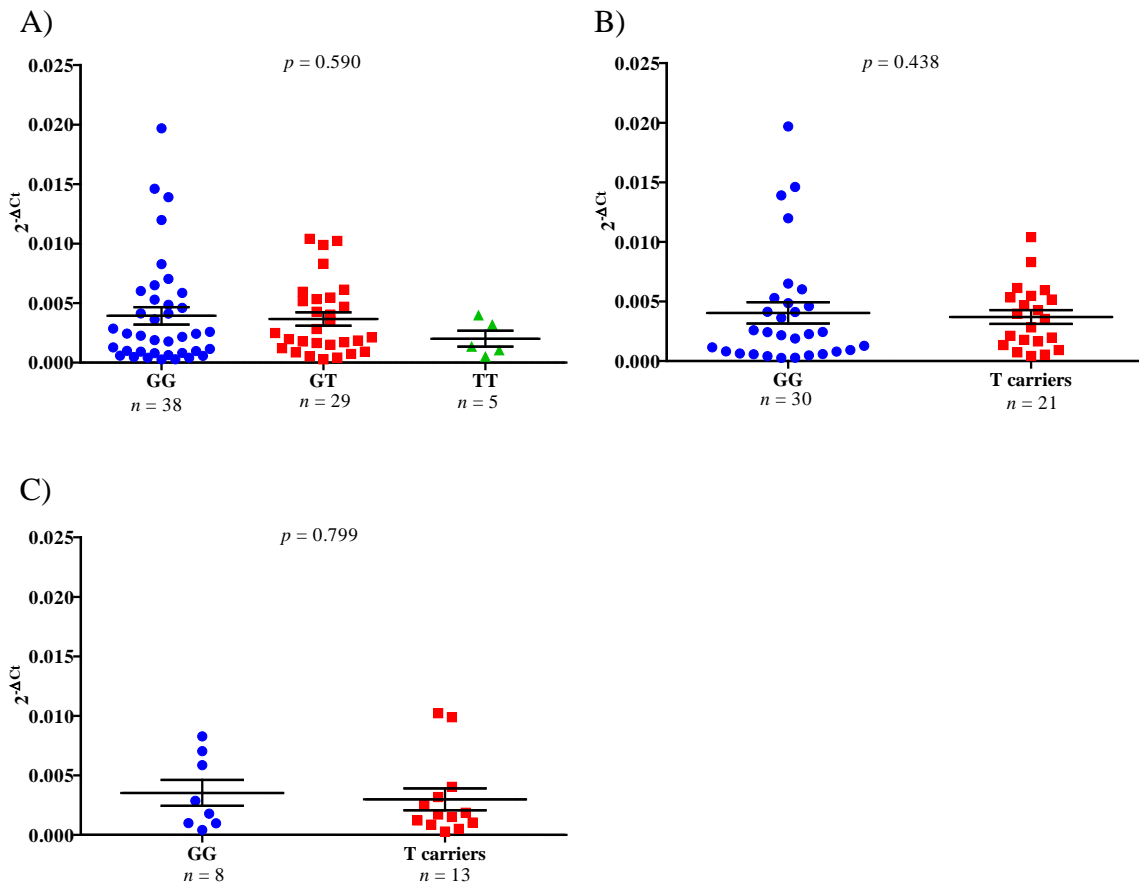 A)
p = 0.590
0.025
0.020
0.015
0.010
0.005
0.000
2^-ΔCt
GG
GT
TT
n = 38
n = 29
n = 5
B)
p = 0.438
0.025
0.020
0.015
0.010
0.005
0.000
2^-ΔCt
GG
T carriers
n = 30
n = 21
C)
p = 0.799
0.025
0.020
0.015
0.010
0.005
0.000
2^-ΔCt
GG
T carriers
n = 8
n = 13